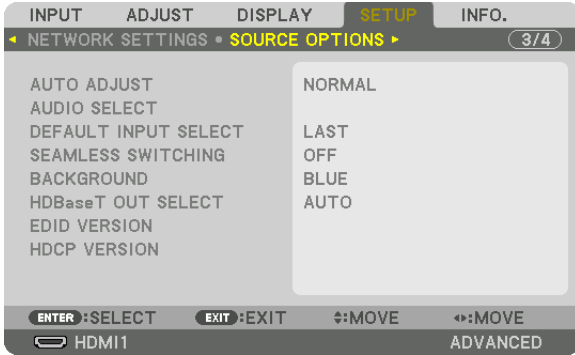 INPUT ADJUST DISPLAY SETUP INFO.
NETWORK SETTINGS • SOURCE OPTIONS 3/4
AUTO ADJUST NORMAL
AUDIO SELECT
DEFAULT INPUT SELECT LAST
SEAMLESS SWITCHING OFF
BACKGROUND BLUE
HDBaseT OUT SELECT AUTO
EDID VERSION
HDCP VERSION
ENTER :SELECT EXIT :EXIT :MOVE :MOVE
HDMI1 ADVANCED